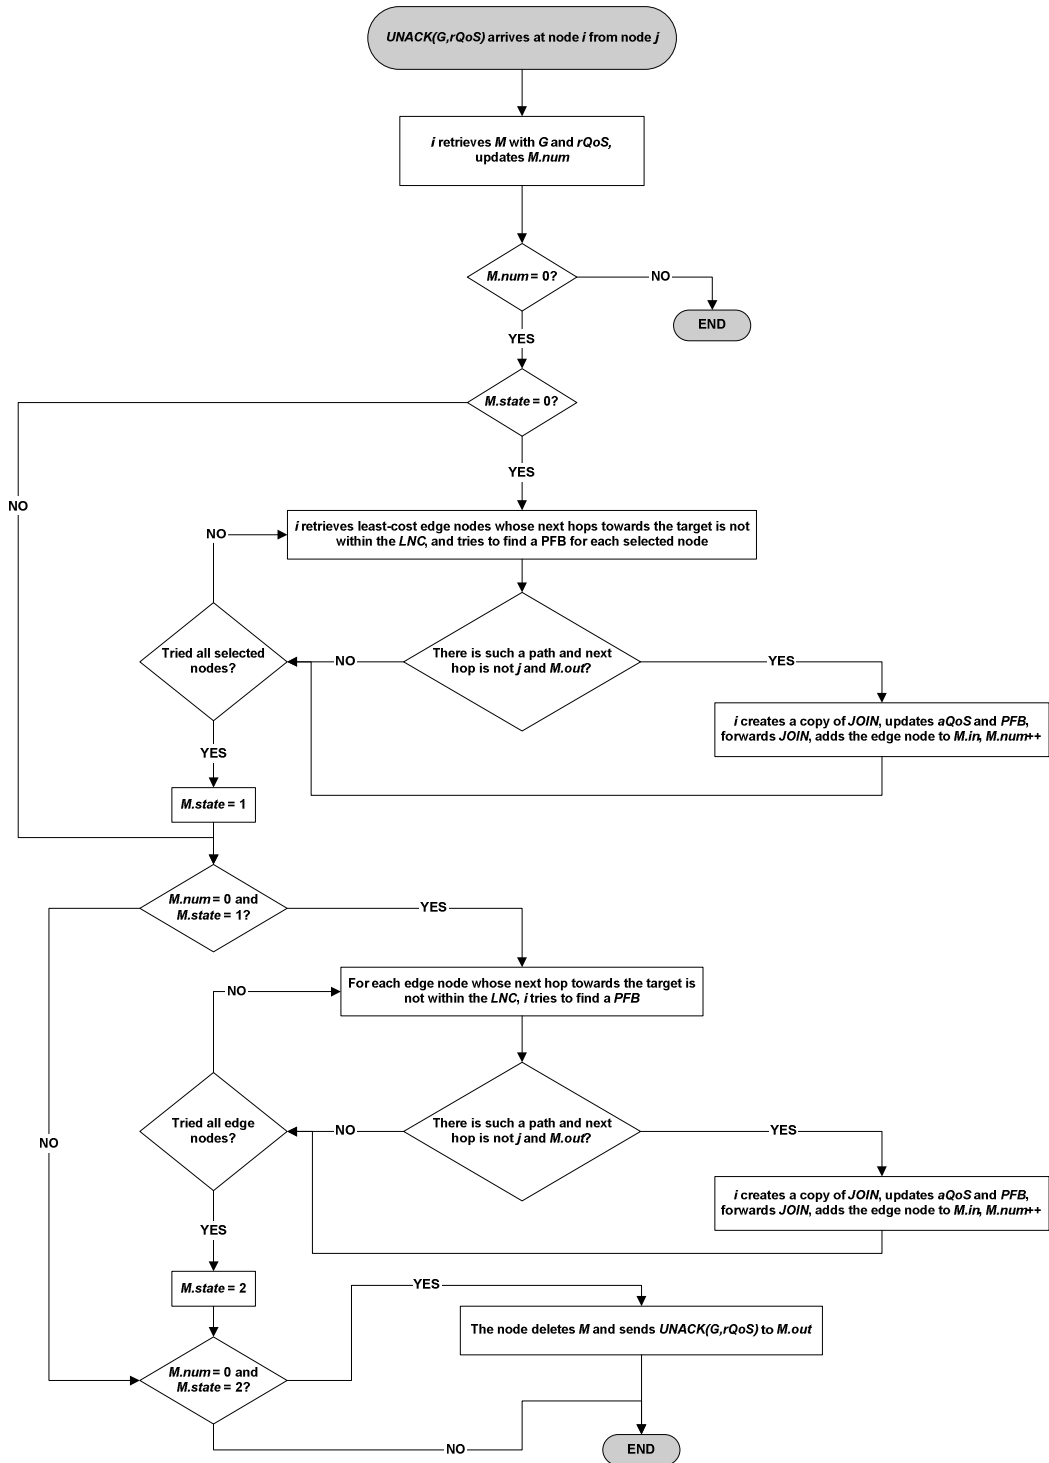 UNACK(G,rQoS) arrives at node i from node j
i retrieves M with G and rQoS,
updates M.num
M.num = 0?
NO
END
YES
M.state = 0?
YES
NO
i retrieves least-cost edge nodes whose next hops towards the target is not
within the LNC, and tries to find a PFB for each selected node
NO
Tried all selected
nodes?
NO
There is such a path and next
hop is not j and M.out?
YES
i creates a copy of JOIN, updates aQoS and PFB,
forwards JOIN, adds the edge node to M.in, M.num++
YES
M.state = 1
M.num = 0 and
M.state = 1?
YES
For each edge node whose next hop towards the target is
not within the LNC, i tries to find a PFB
NO
Tried all edge
nodes?
NO
There is such a path and next
hop is not j and M.out?
YES
NO
i creates a copy of JOIN, updates aQoS and PFB,
forwards JOIN, adds the edge node to M.in, M.num++
YES
M.state = 2
YES
The node deletes M and sends UNACK(G,rQoS) to M.out
M.num = 0 and
M.state = 2?
NO
END